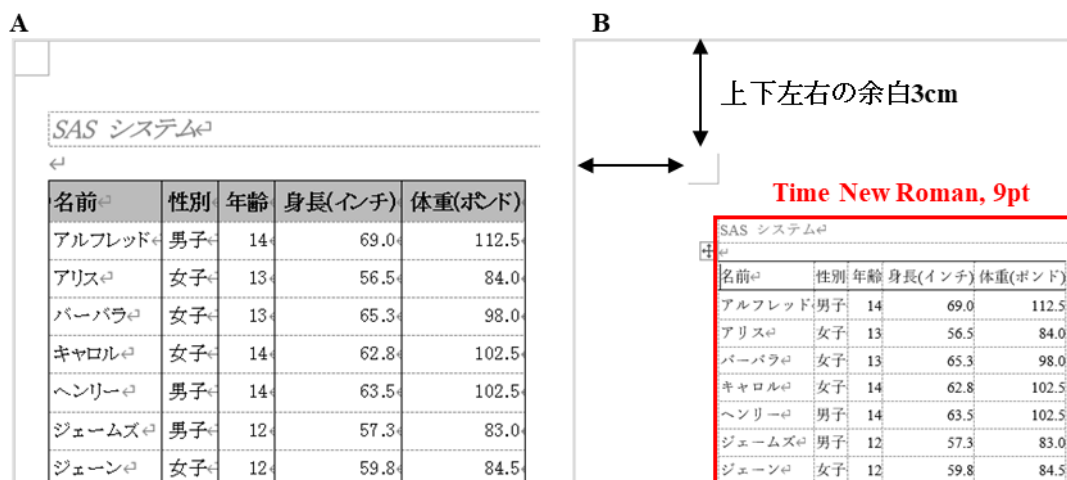 A
SAS システム↵
↵
名前↵ 性別 年齢 身長(インチ) 体重(ポンド)
アルフレッド 男子 14 69.0 112.5
アリス 女子 13 56.5 84.0
バーバラ 女子 13 65.3 98.0
キャロル 女子 14 62.8 102.5
ヘンリー 男子 14 63.5 102.5
ジェームズ 男子 12 57.3 83.0
ジェーン 女子 12 59.8 84.5
B
上下左右の余白3cm
Time New Roman, 9pt
SAS システム↵
↵
名前↵ 性別 年齢 身長(インチ) 体重(ポンド)
アルフレッド 男子 14 69.0 112.5
アリス 女子 13 56.5 84.0
バーバラ 女子 13 65.3 98.0
キャロル 女子 14 62.8 102.5
ヘンリー 男子 14 63.5 102.5
ジェームズ 男子 12 57.3 83.0
ジェーン 女子 12 59.8 84.5